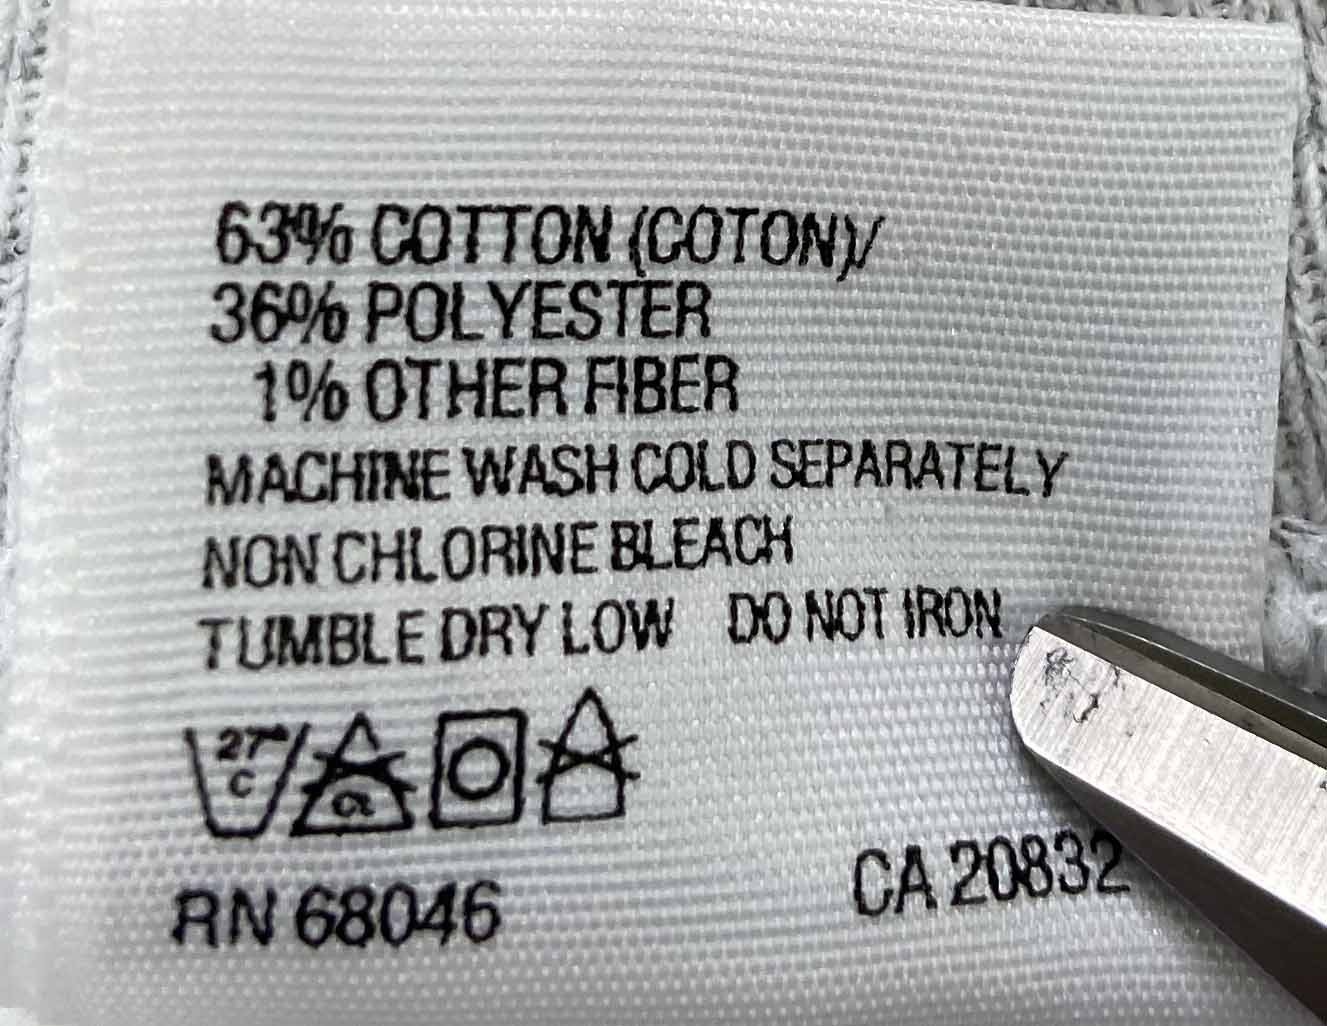 63% COTTON (COTON)/
36% POLYESTER
1% OTHER FIBER
MACHINE WASH COLD SEPARATELY
NON CHLORINE BLEACH
TUMBLE DRY LOW DO NOT IRON
27°
C
CL
RN 68046
CA 20832